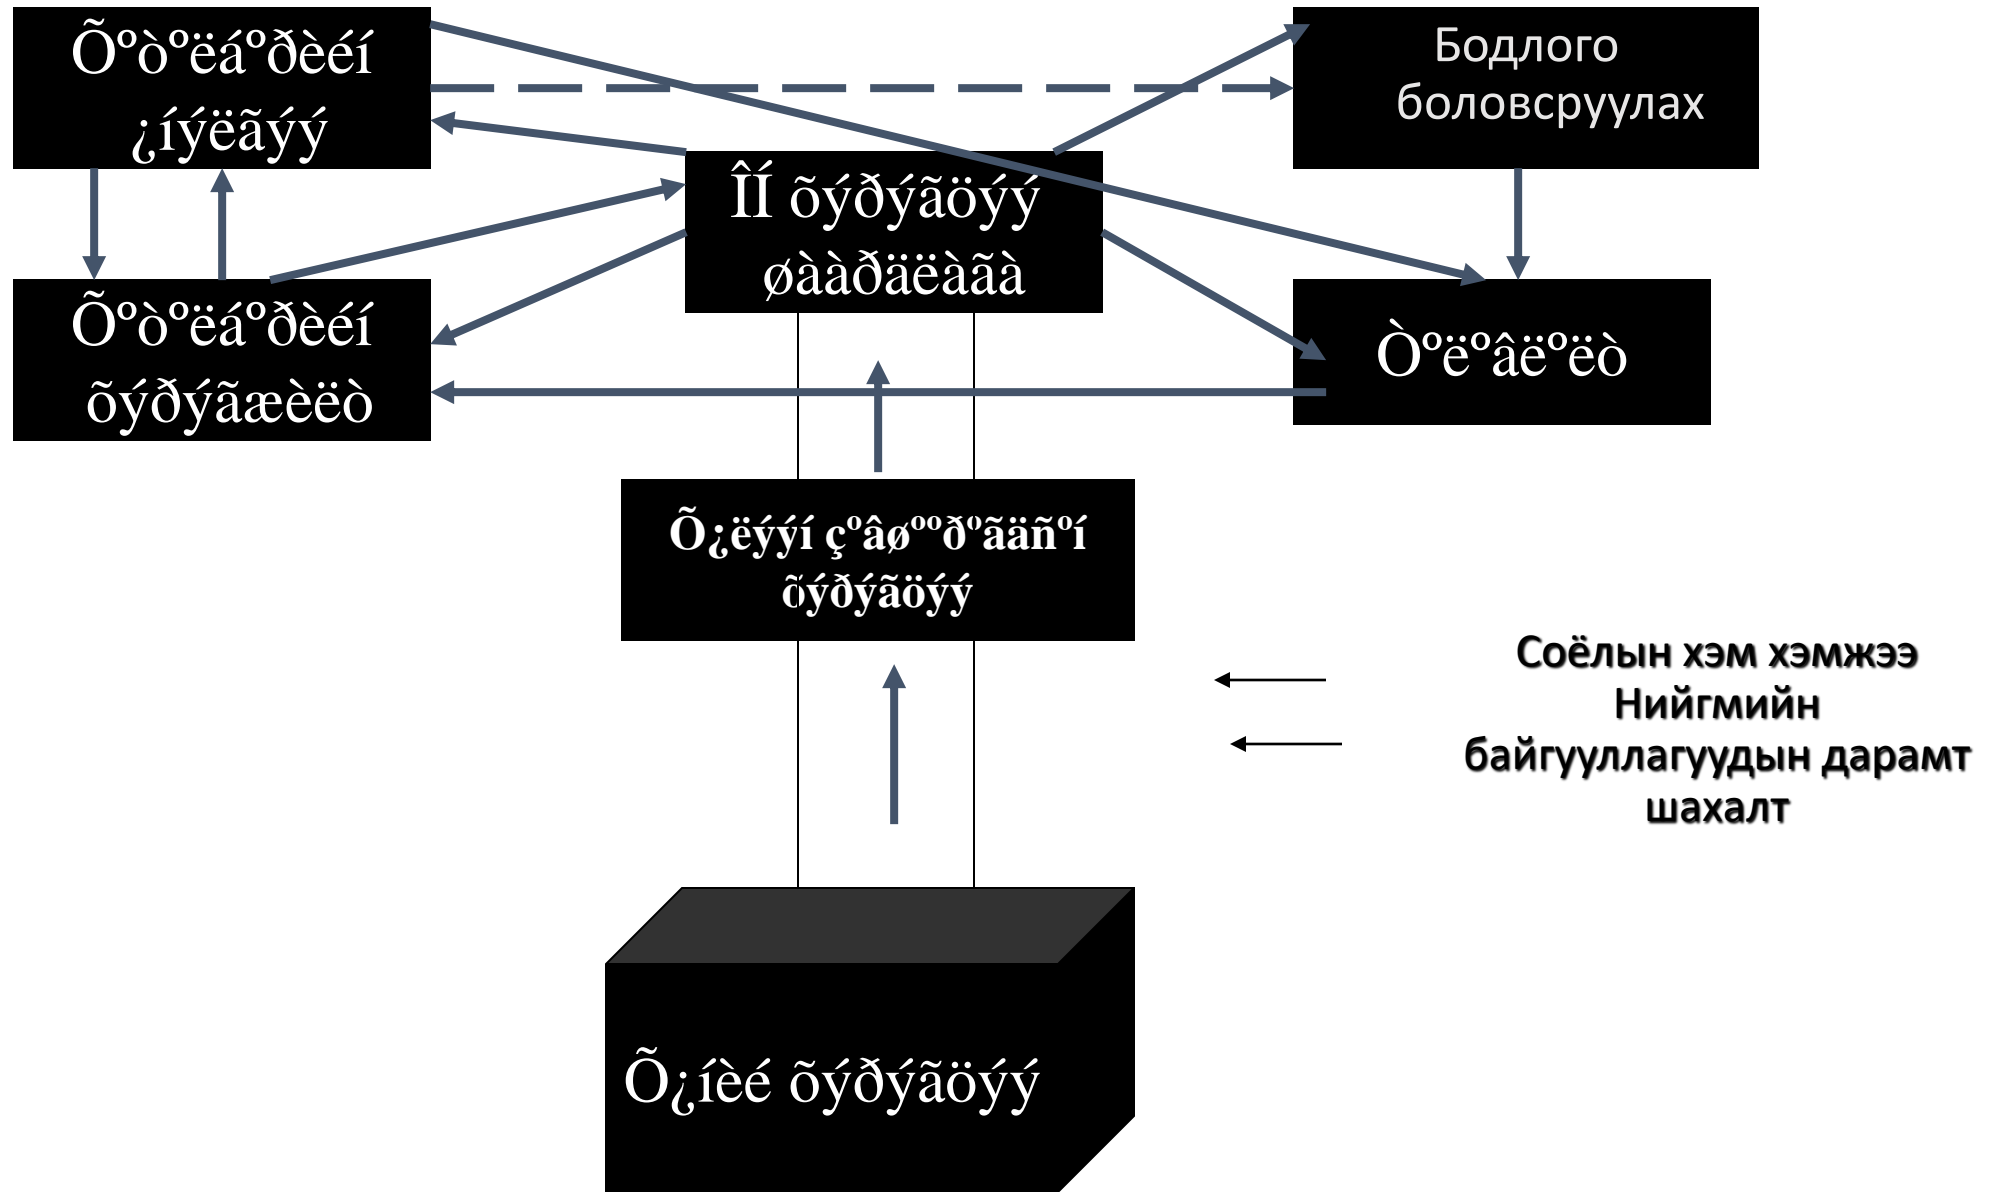 Õºòºëáºðèéí
¿íýëãýý
Бодлого
боловсруулах
ÎÍ õýðýãöýý
øààðäëàãà
Õºòºëáºðèéí
õýðýãæèëò
Òºëºâëºëò
Õ¿ëýýí çºâøººðºãäñºí
õýðýãöýý
Соёлын хэм хэмжээ
Нийгмийн
байгууллагуудын дарамт
шахалт
Õ¿íèé õýðýãöýý